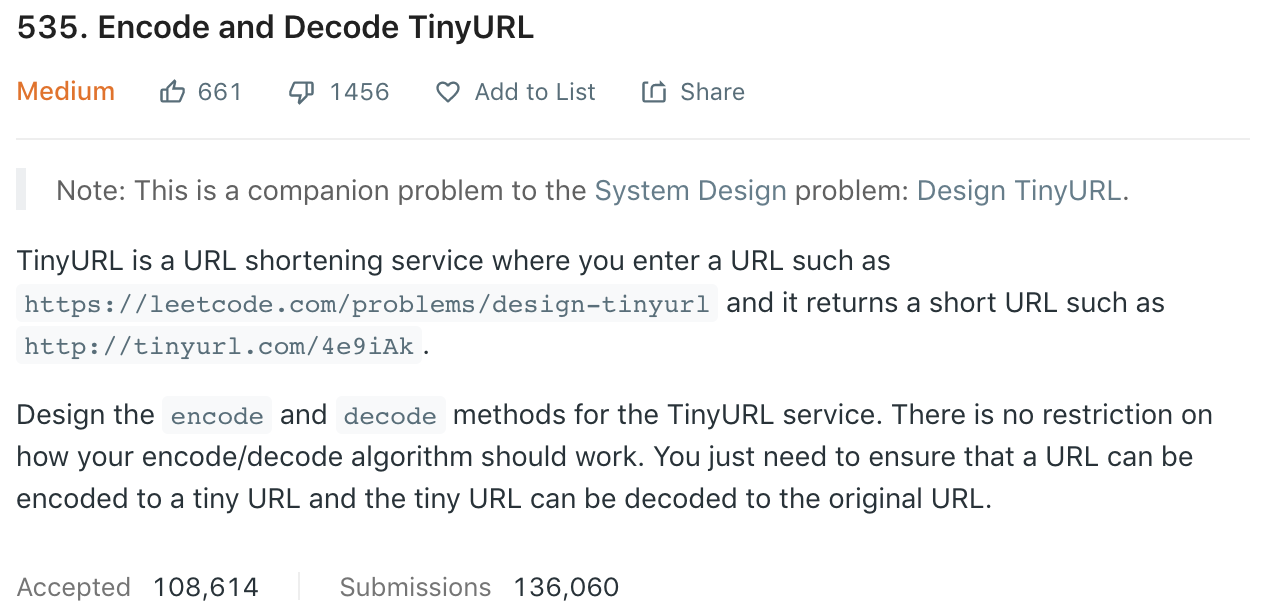 535. Encode and Decode TinyURL
Medium 661 1456 Add to List Share
Note: This is a companion problem to the System Design problem: Design TinyURL.
TinyURL is a URL shortening service where you enter a URL such as
https://leetcode.com/problems/design-tinyurl and it returns a short URL such as
http://tinyurl.com/4e9iAk.
Design the encode and decode methods for the TinyURL service. There is no restriction on
how your encode/decode algorithm should work. You just need to ensure that a URL can be
encoded to a tiny URL and the tiny URL can be decoded to the original URL.
Accepted 108,614 Submissions 136,060